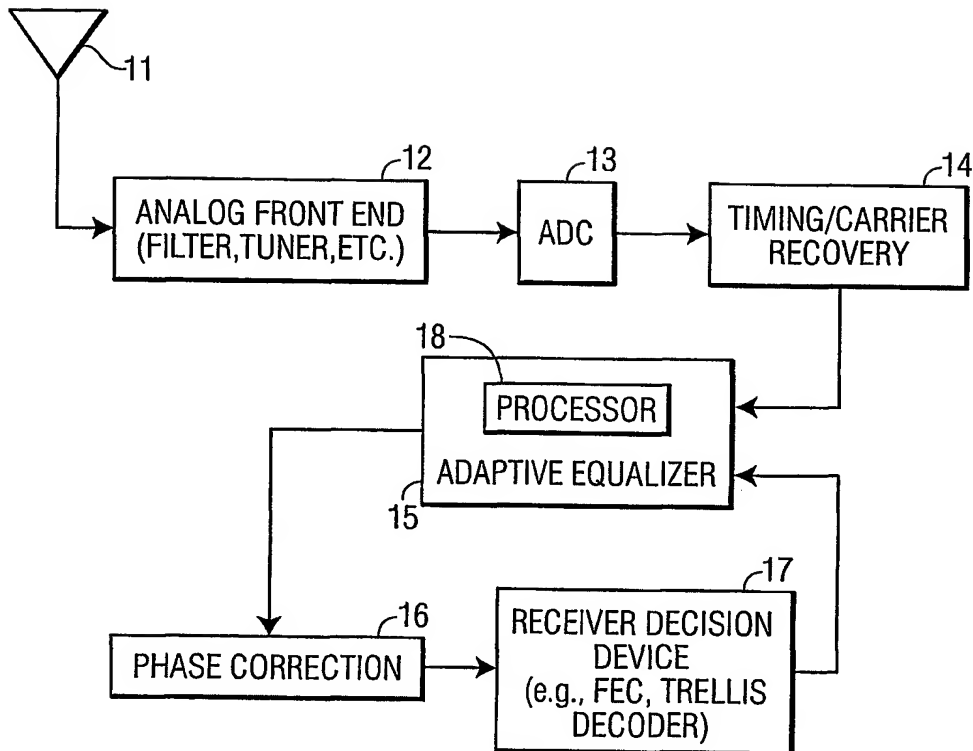 11
12
ANALOG FRONT END
(FILTER,TUNER,ETC.)
13
ADC
14
TIMING/CARRIER
RECOVERY
18
PROCESSOR
ADAPTIVE EQUALIZER
15
16
PHASE CORRECTION
17
RECEIVER DECISION
DEVICE
(e.g., FEC, TRELLIS
DECODER)